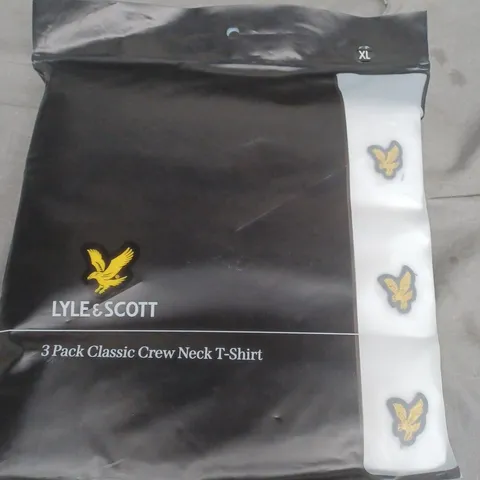 XL
LYLE & SCOTT
3 Pack Classic Crew Neck T-Shirt